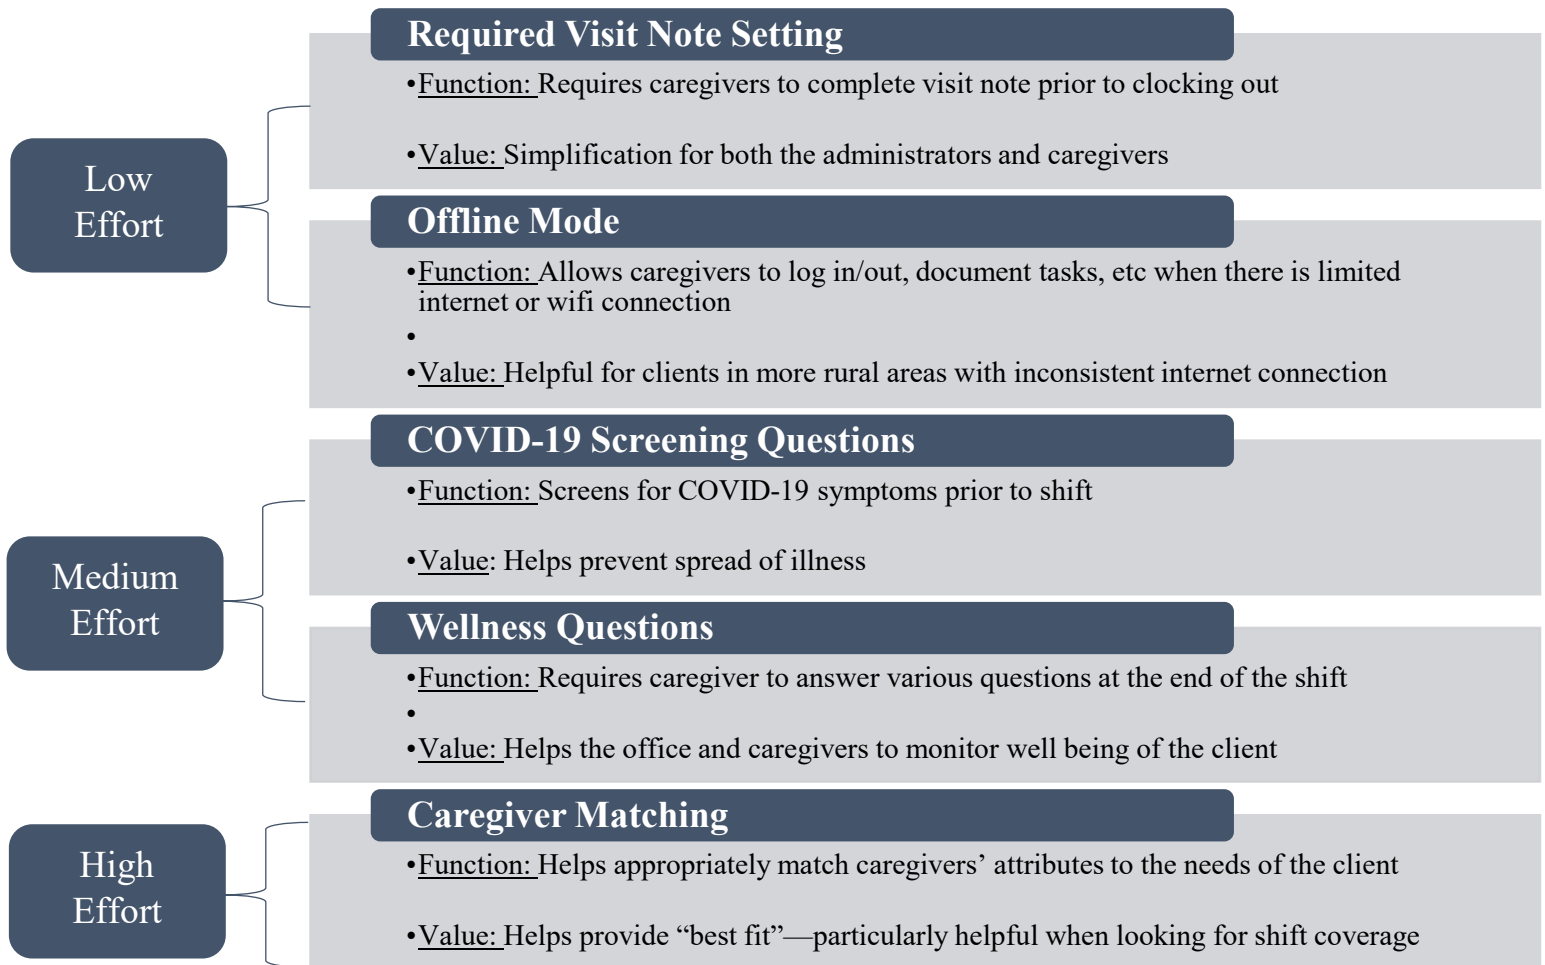 Low
Effort
Required Visit Note Setting
•Function: Requires caregivers to complete visit note prior to clocking out
•Value: Simplification for both the administrators and caregivers
Offline Mode
•Function: Allows caregivers to log in/out, document tasks, etc when there is limited
internet or wifi connection
•
•Value: Helpful for clients in more rural areas with inconsistent internet connection
Medium
Effort
COVID-19 Screening Questions
•Function: Screens for COVID-19 symptoms prior to shift
•Value: Helps prevent spread of illness
Wellness Questions
•Function: Requires caregiver to answer various questions at the end of the shift
•
•Value: Helps the office and caregivers to monitor well being of the client
High
Effort
Caregiver Matching
•Function: Helps appropriately match caregivers’ attributes to the needs of the client
•Value: Helps provide “best fit”—particularly helpful when looking for shift coverage